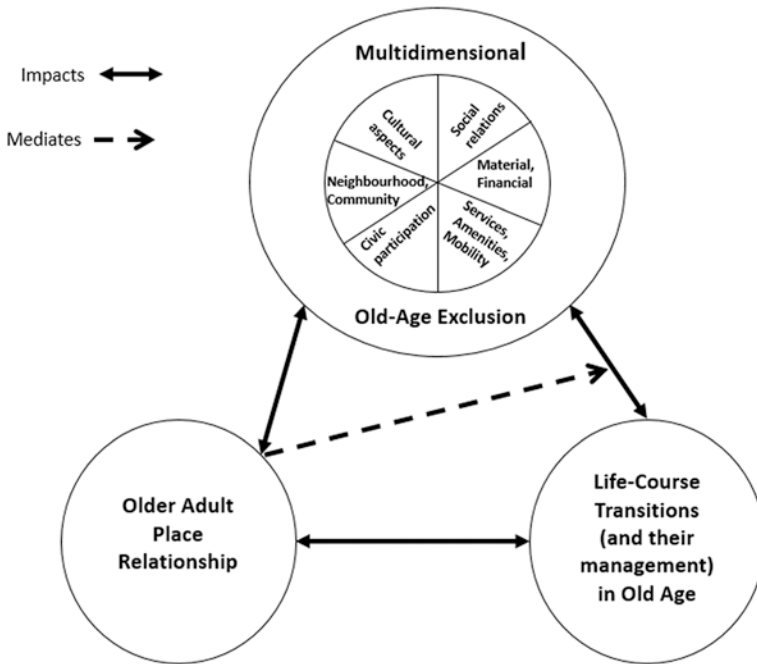 Impacts
Mediates
Multidimensional
Cultural
aspects
Social
relations
Neighbourhood,
Community
Material,
Financial
Civic
participation
Services,
Amenities,
Mobility
Old-Age Exclusion
Older Adult
Place
Relationship
Life-Course
Transitions
(and their
management)
in Old Age